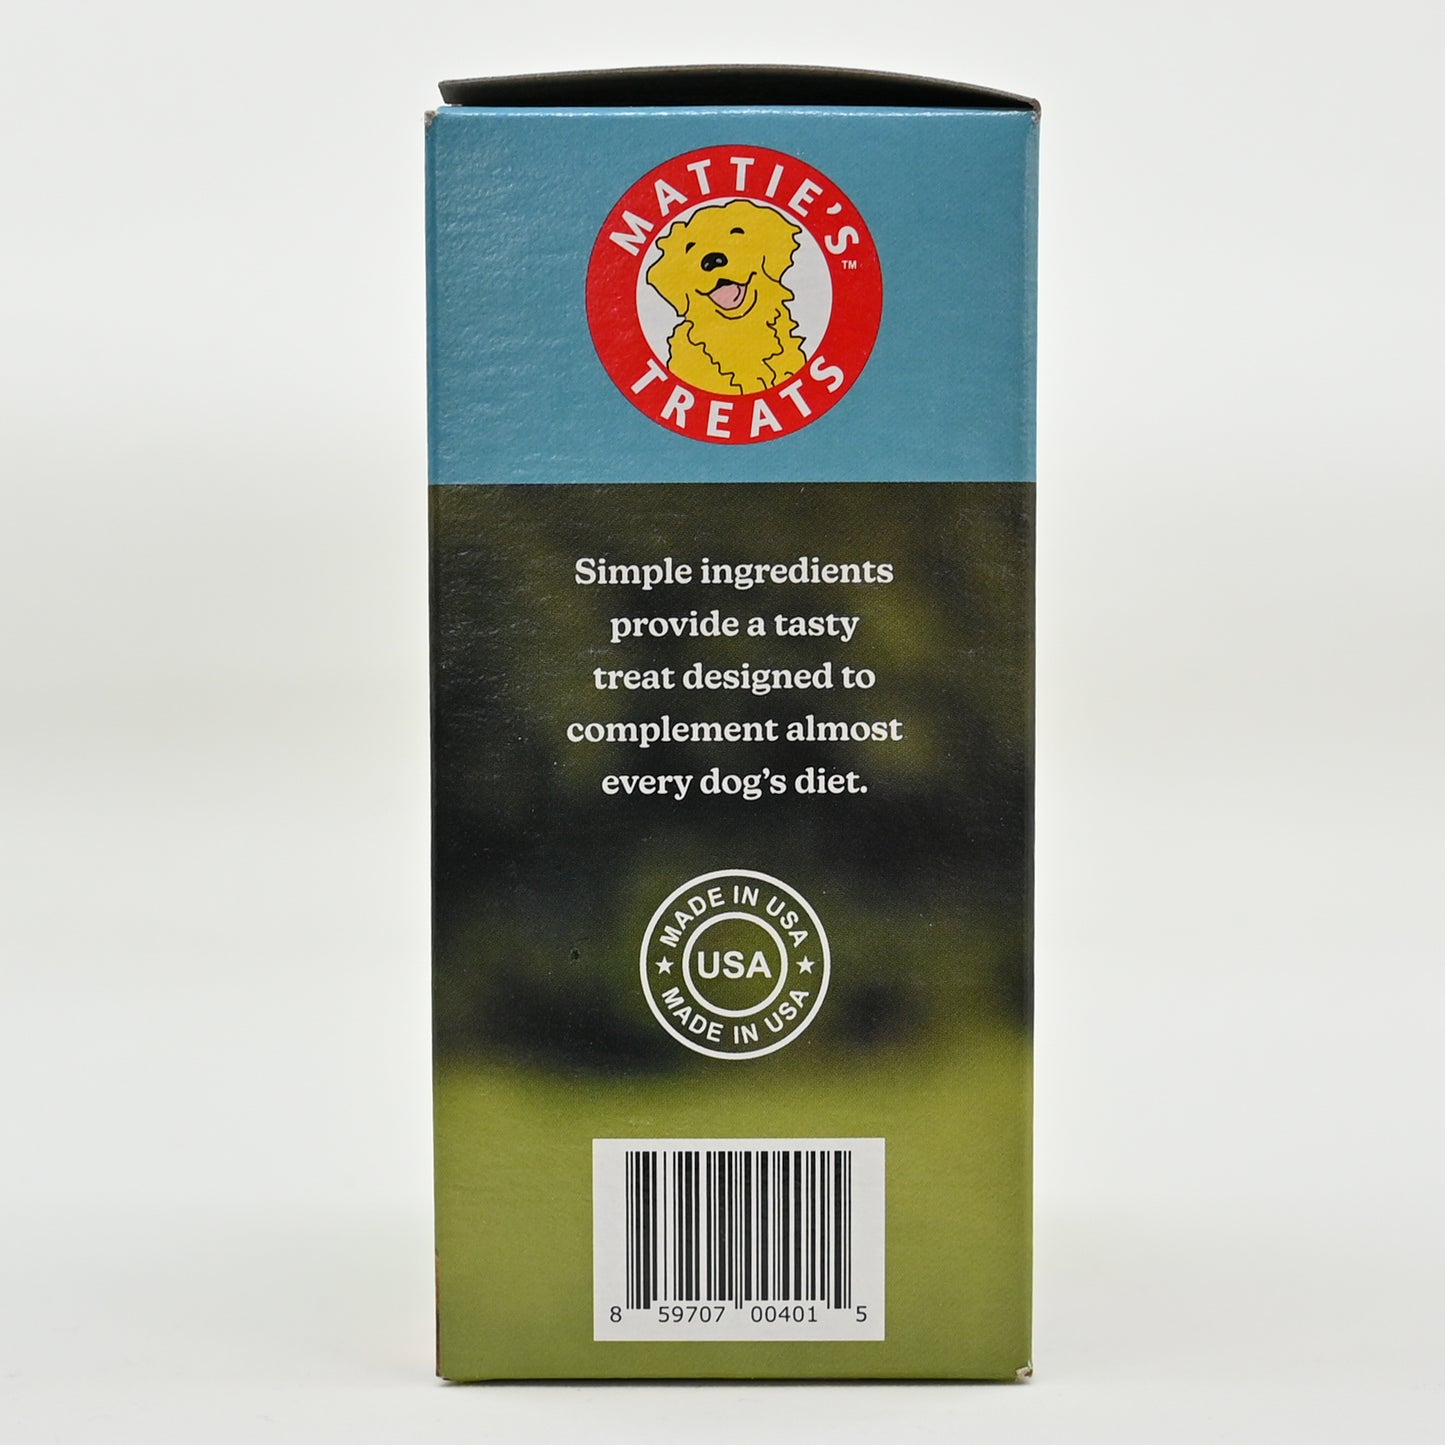 MATTIE'S
TM
TREATS
Simple ingredients
provide a tasty
treat designed to
complement almost
every dog's diet.
MADE IN USA
USA
MADE IN USA
8 59707 00401 5